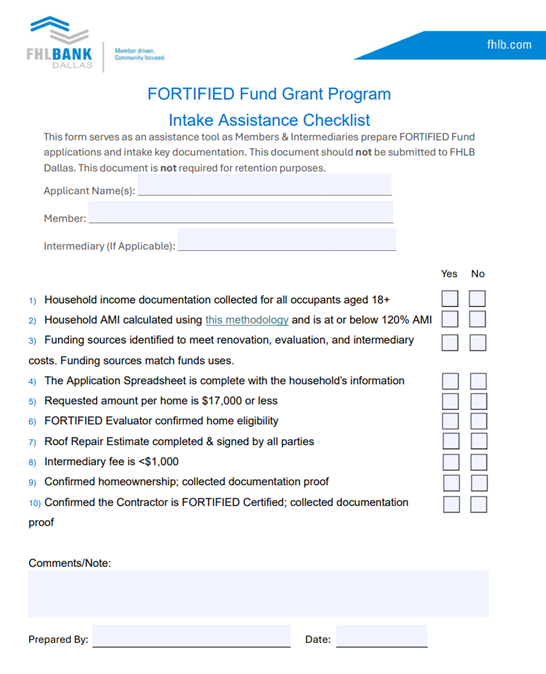 FHLBANK
DALLAS
Member driven.
Community focused.
fhlb.com
FORTIFIED Fund Grant Program
Intake Assistance Checklist
This form serves as an assistance tool as Members & Intermediaries prepare FORTIFIED Fund
applications and intake key documentation. This document should not be submitted to FHLB
Dallas. This document is not required for retention purposes.
Applicant Name(s):
Member:
Intermediary (If Applicable):
Yes No
1) Household income documentation collected for all occupants aged 18+
2) Household AMI calculated using this methodology and is at or below 120% AMI
3) Funding sources identified to meet renovation, evaluation, and intermediary
costs. Funding sources match funds uses.
4) The Application Spreadsheet is complete with the household's information
5) Requested amount per home is $17,000 or less
6) FORTIFIED Evaluator confirmed home eligibility
7) Roof Repair Estimate completed & signed by all parties
8) Intermediary fee is <$1,000
9) Confirmed homeownership; collected documentation proof
10) Confirmed the Contractor is FORTIFIED Certified; collected documentation
proof
Comments/Note:
Prepared By: Date: